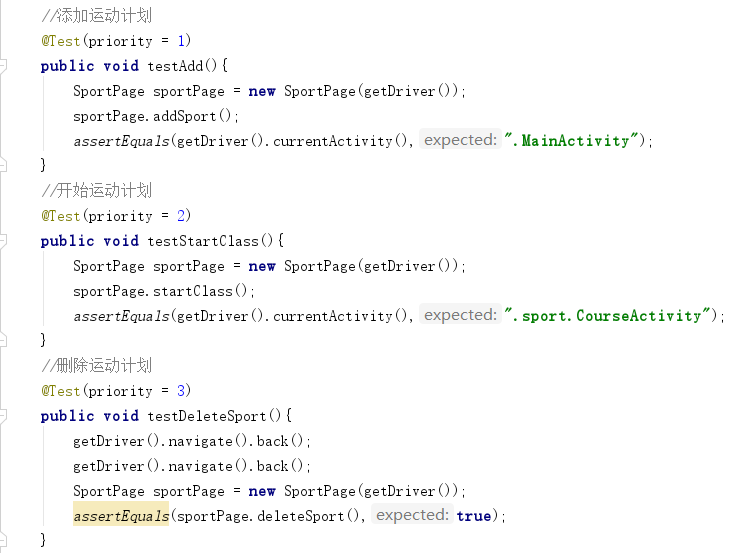 //添加运动计划
@Test(priority = 1)
public void testAdd(){
SportPage sportPage = new SportPage(getDriver());
sportPage.addSport();
assertEquals(getDriver().currentActivity(), expected: ".MainActivity");
}
//开始运动计划
@Test(priority = 2)
public void testStartClass(){
SportPage sportPage = new SportPage(getDriver());
sportPage.startClass();
assertEquals(getDriver().currentActivity(), expected: ".sport.CourseActivity");
}
//删除运动计划
@Test(priority = 3)
public void testDeleteSport(){
getDriver().navigate().back();
getDriver().navigate().back();
SportPage sportPage = new SportPage(getDriver());
assertEquals(sportPage.deleteSport(), expected: true);
}